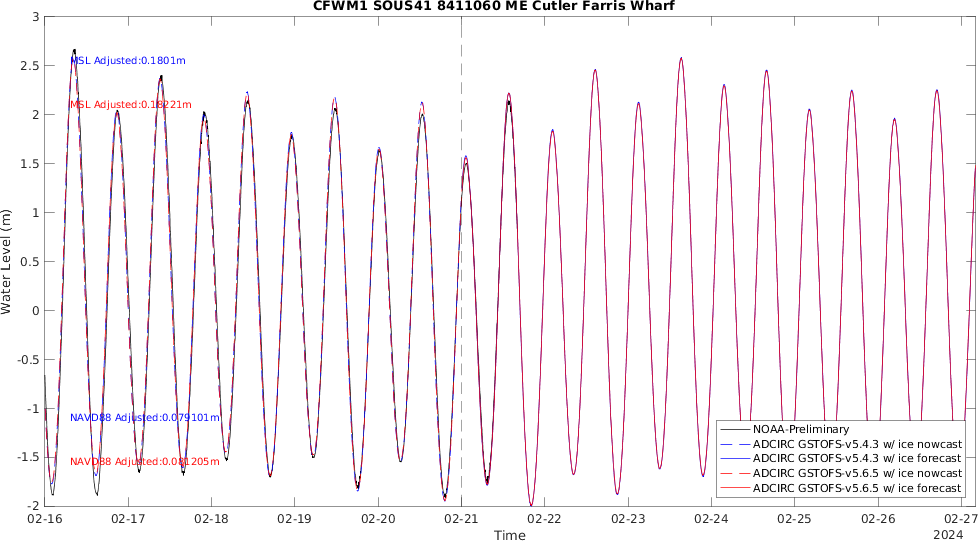 CFWM1 SOUS41 8411060 ME Cutler Farris Wharf
3
2.5
2
1.5
1
0.5
0
-0.5
-1
-1.5
-2
Water Level (m)
MSL Adjusted:0.1801m
MSL Adjusted:0.18221m
NAVD88 Adjusted:0.079101m
NAVD88 Adjusted:0.081205m
NOAA-Preliminary
ADCIRC GSTOFS-v5.4.3 w/ ice nowcast
ADCIRC GSTOFS-v5.4.3 w/ ice forecast
ADCIRC GSTOFS-v5.6.5 w/ ice nowcast
ADCIRC GSTOFS-v5.6.5 w/ ice forecast
02-16 02-17 02-18 02-19 02-20 02-21 02-22 02-23 02-24 02-25 02-26 02-27
Time
2024